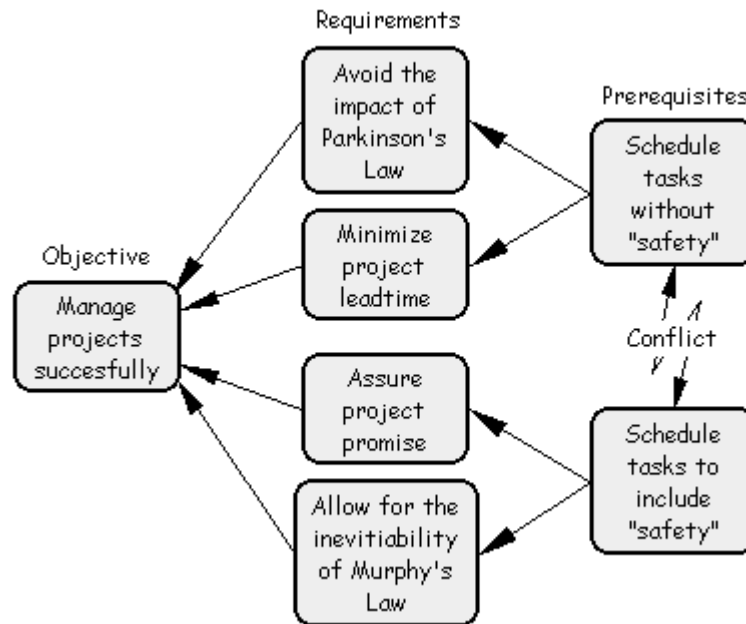 Requirements
Avoid the
impact of
Parkinson's
Law
Minimize
project
leadtime
Assure
project
promise
Allow for the
inevitiability
of Murphy's
Law
Prerequisites
Schedule
tasks
without
"safety"
Conflict
Schedule
tasks to
include
"safety"
Objective
Manage
projects
succesfully